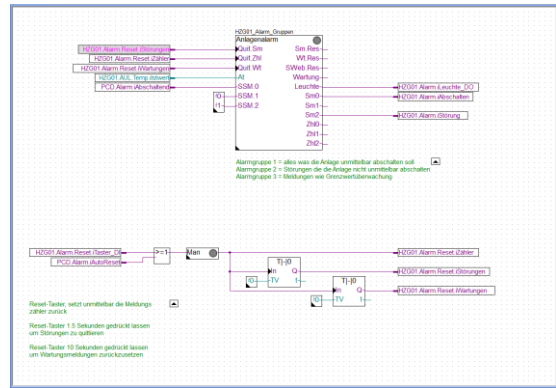 HZG01_Alarm_Gruppen
Anlagenalarm
HZG01.Alarm.Reset.iStörungen
Quit.Sm
Sm.Res
HZG01.Alarm.Reset.iZähler
Quit.Zhl
Wt.Res
HZG01.Alarm.Reset.iWartungen
Quit.Wt
SWeb.Res
HZG01.AUL.Temp.Istwert
At
Wartung
PCD.Alarm.iAbschaltend
SSM.0
Leuchte
HZG01.Alarm.iLeuchte_DO
SSM.1
Sm0
HZG01.Alarm.iAbschalten
SSM.2
Sm1
Sm2
HZG01.Alarm.iStörung
Zhl0
Zhl1
Zhl2
Alarmgruppe 1 = alles was die Anlage unmittelbar abschalten soll
Alarmgruppe 2 = Störungen die die Anlage nicht unmittelbar abschalten
Alarmgruppe 3 = Meldungen wie Grenzwertüberwachung
HZG01.Alarm.Reset.iTaster_DI
>=1
Man
HZG01.Alarm.Reset.iZähler
PCD.Alarm.iAutoReset
T|-|0
In
Q
HZG01.Alarm.Reset.iStörungen
TV
t
T|-|0
In
Q
HZG01.Alarm.Reset.iWartungen
TV
t
Reset-Taster, setzt unmittelbar die Meldungs
zähler zurück
Reset-Taster 1.5 Sekunden gedrückt lassen
um Störungen zu quittieren
Reset-Taster 10 Sekunden gedrückt lassen
um Wartungsmeldungen zurückzusetzen